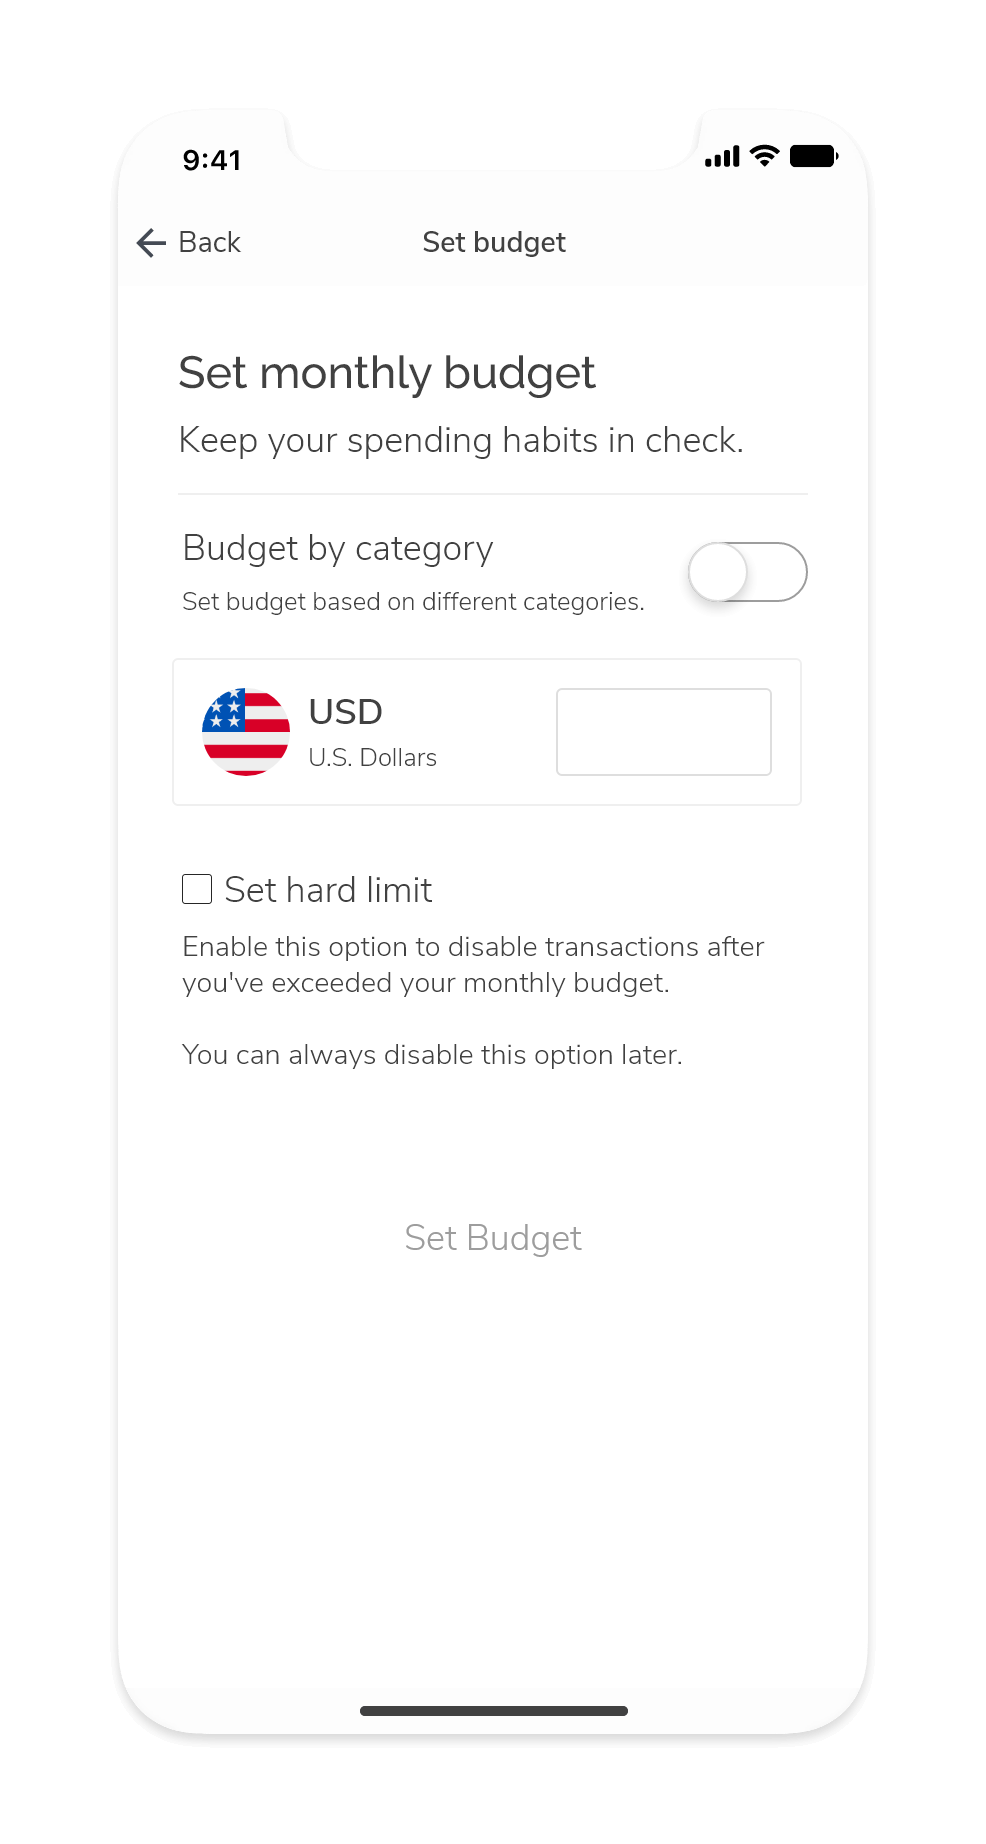 9:41
Back
Set budget
Set monthly budget
Keep your spending habits in check.
Budget by category
Set budget based on different categories.
USD
U.S. Dollars
Set hard limit
Enable this option to disable transactions after
you've exceeded your monthly budget.
You can always disable this option later.
Set Budget